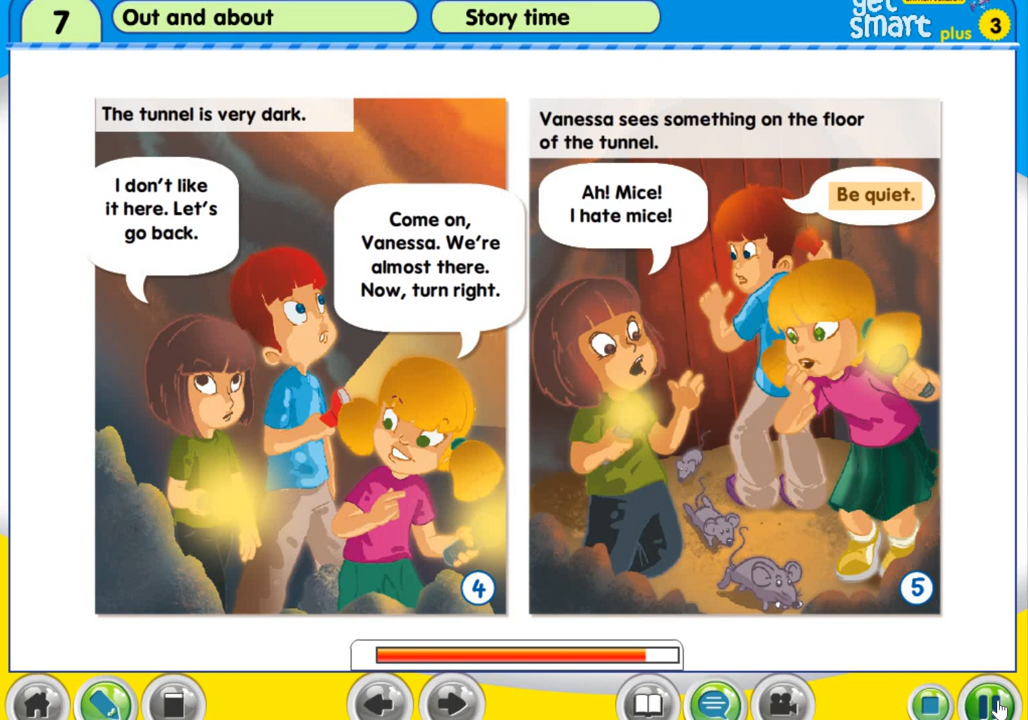 7
Out and about
Story time
get
smart
plus 3
The tunnel is very dark.
I don't like
it here. Let's
go back.
Come on,
Vanessa. We're
almost there.
Now, turn right.
4
Vanessa sees something on the floor
of the tunnel.
Ah! Mice!
I hate mice!
Be quiet.
5